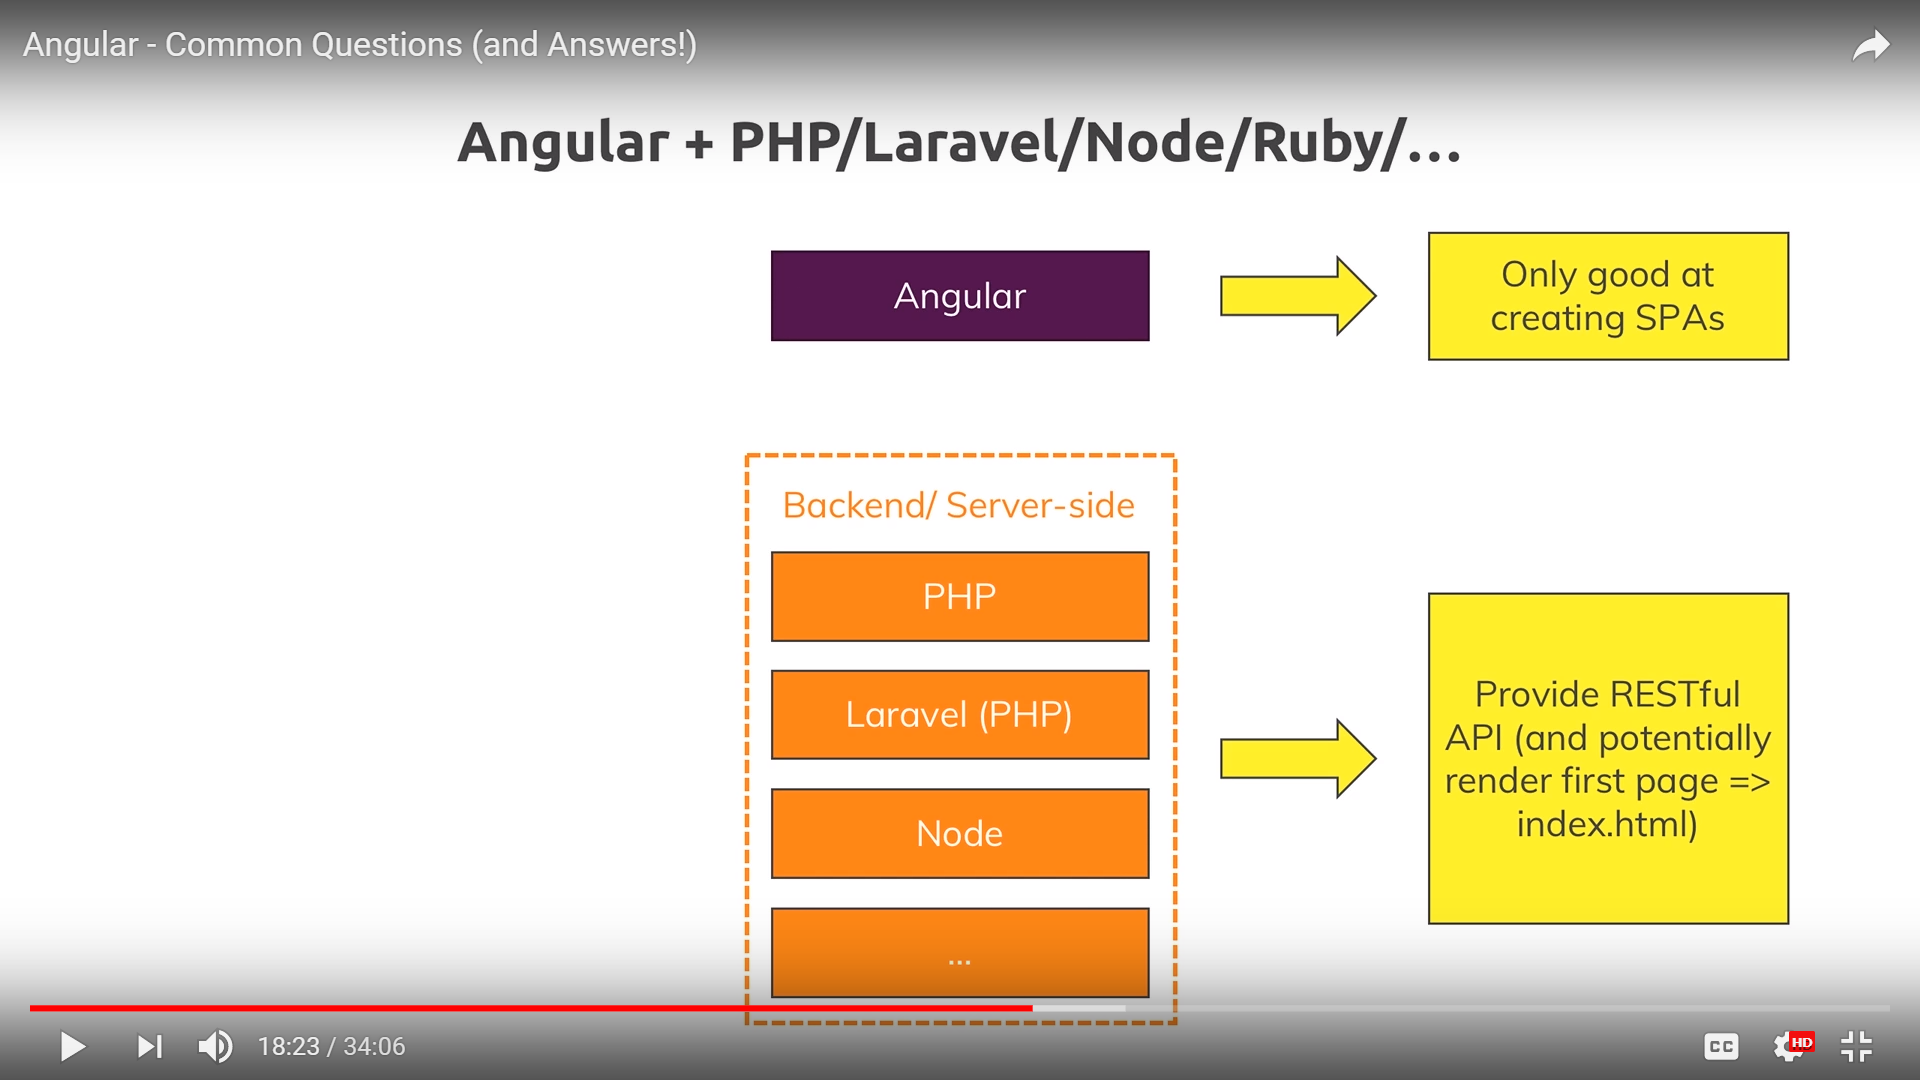 Angular - Common Questions (and Answers!)
Angular + PHP/Laravel/Node/Ruby/...
Angular
Only good at
creating SPAs
Backend/ Server-side
PHP
Laravel (PHP)
Node
...
Provide RESTful
API (and potentially
render first page =>
index.html)
18:23 / 34:06
CC
HD